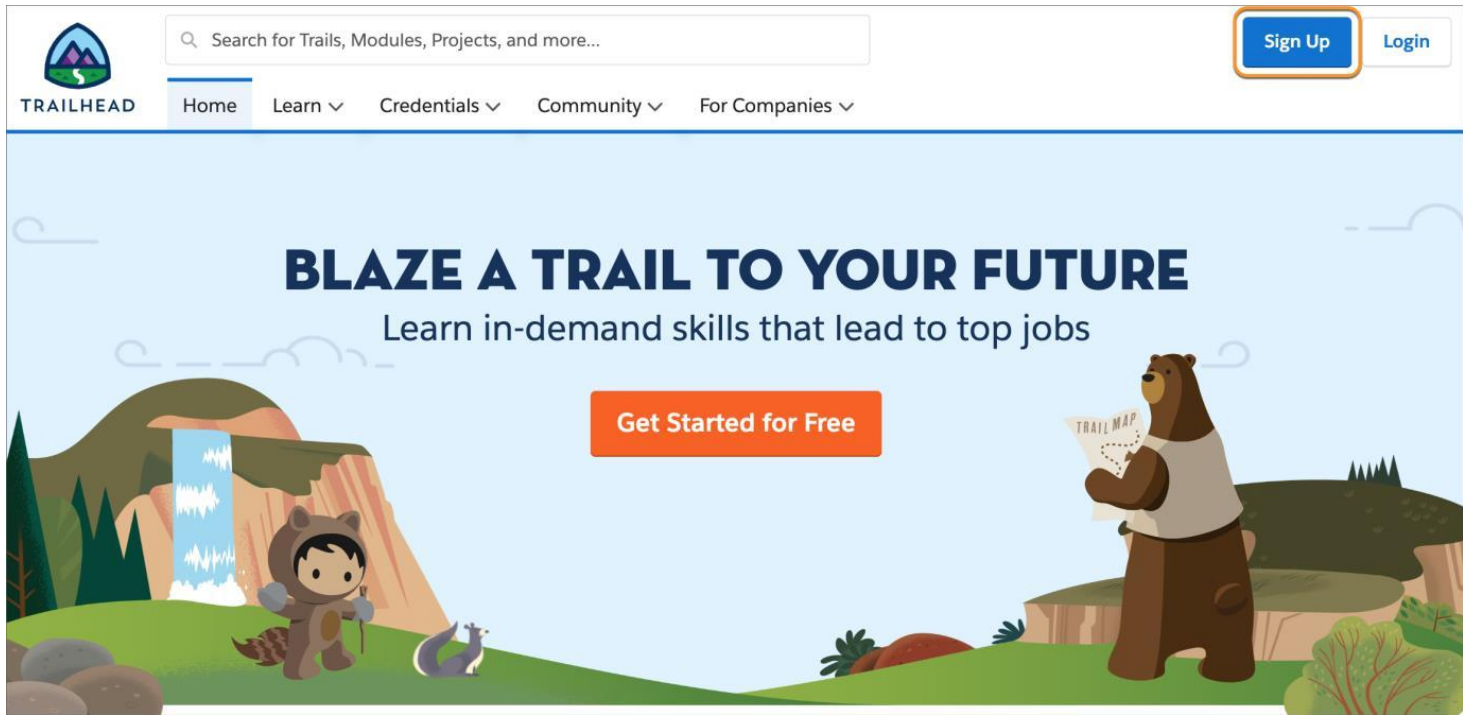 Search for Trails, Modules, Projects, and more...
Sign Up
Login
TRAILHEAD
Home
Learn
Credentials
Community
For Companies
BLAZE A TRAIL TO YOUR FUTURE
Learn in-demand skills that lead to top jobs
Get Started for Free
TRAIL MAP